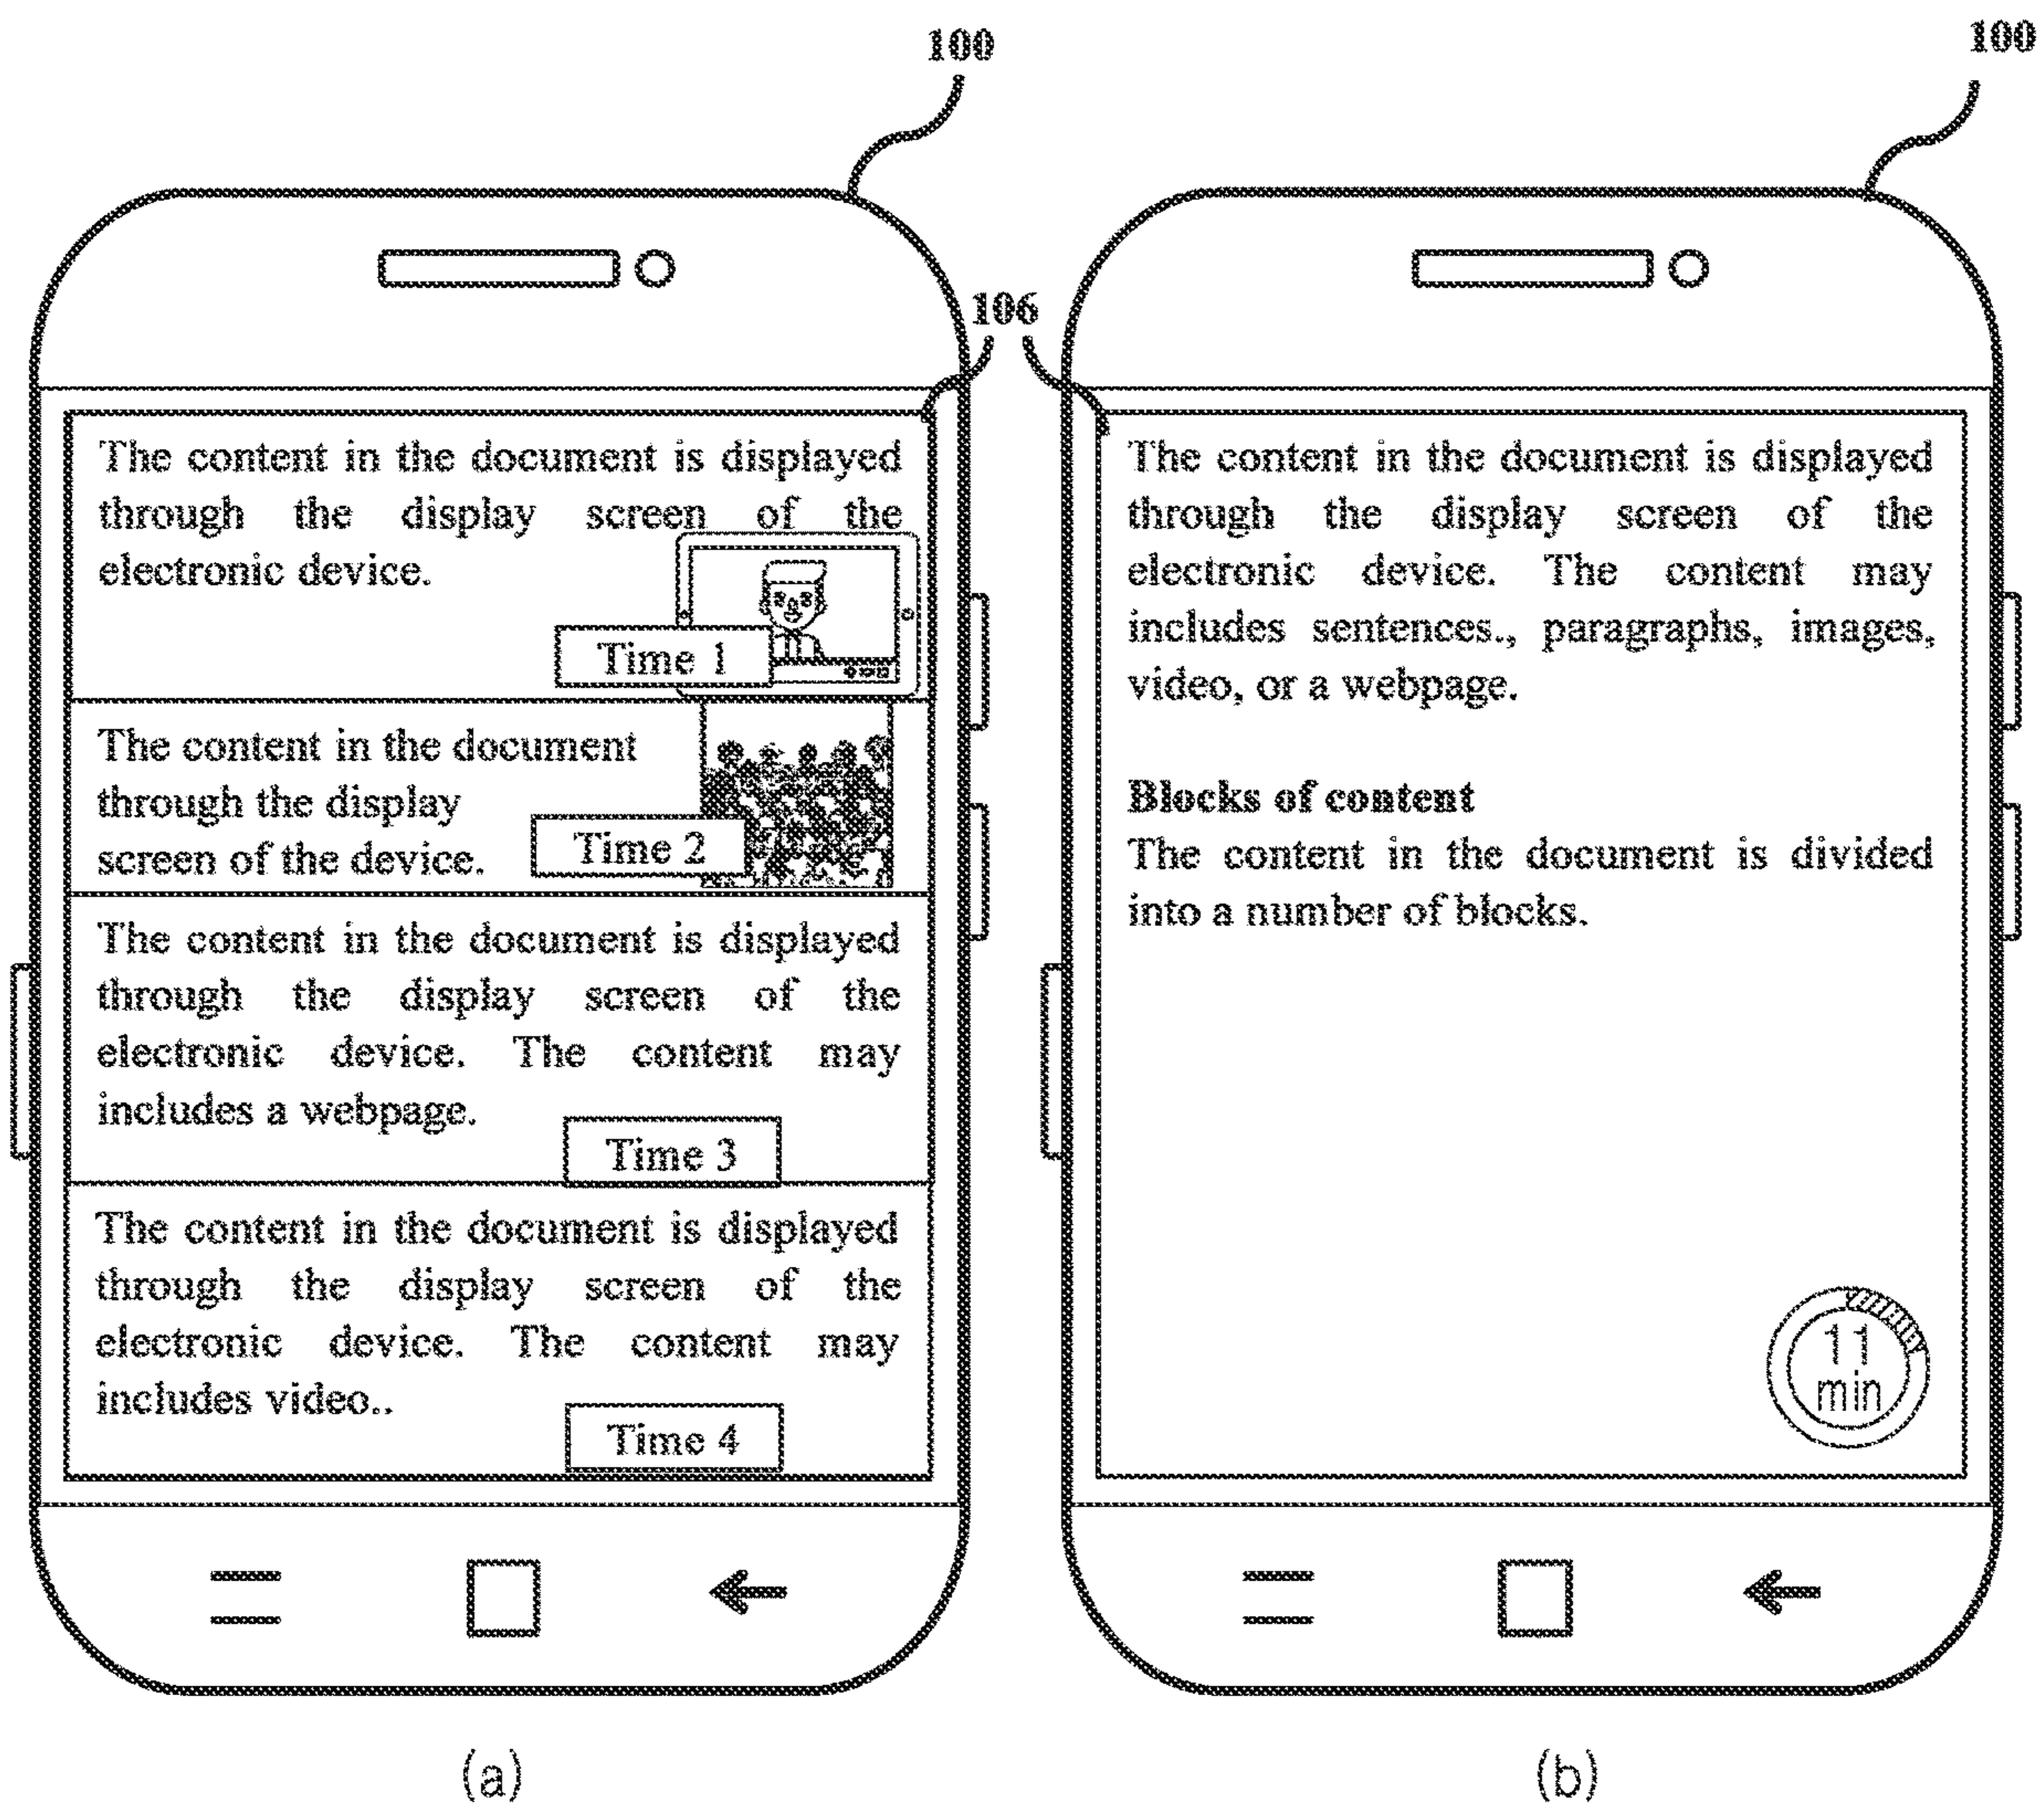 100
100
106
The content in the document is displayed
through the display screen of the
electronic device.
Time 1
The content in the document
through the display
screen of the device.
Time 2
The content in the document is displayed
through the display screen of the
electronic device. The content may
includes a webpage.
Time 3
The content in the document is displayed
through the display screen of the
electronic device. The content may
includes video..
Time 4
(a)
The content in the document is displayed
through the display screen of the
electronic device. The content may
includes sentences., paragraphs, images,
video, or a webpage.
Blocks of content
The content in the document is divided
into a number of blocks.
11
min
(b)